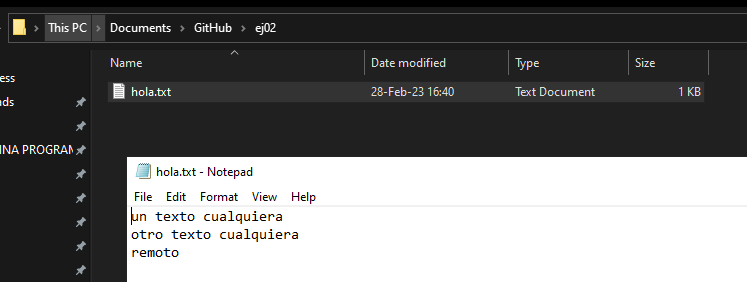 This PC > Documents > GitHub > ej02
Name Date modified Type Size
ess
nds
hola.txt 28-Feb-23 16:40 Text Document 1 KB
INA PROGRAM
hola.txt - Notepad
File Edit Format View Help
un texto cualquiera
otro texto cualquiera
remoto